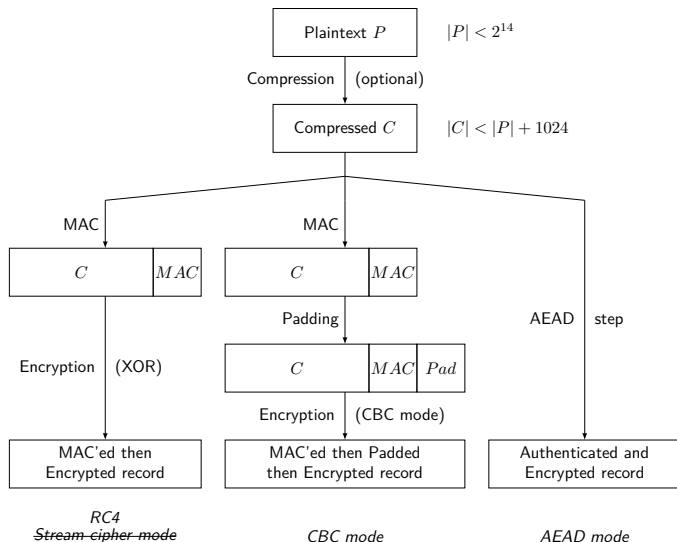 Plaintext P |P| < 2^14
Compression (optional)
Compressed C |C| < |P| + 1024
MAC MAC
C MAC C MAC
Padding
AEAD step
Encryption (XOR)
C MAC Pad
Encryption (CBC mode)
MAC'ed then
Encrypted record
MAC'ed then Padded
then Encrypted record
Authenticated and
Encrypted record
RC4
Stream cipher mode
CBC mode
AEAD mode